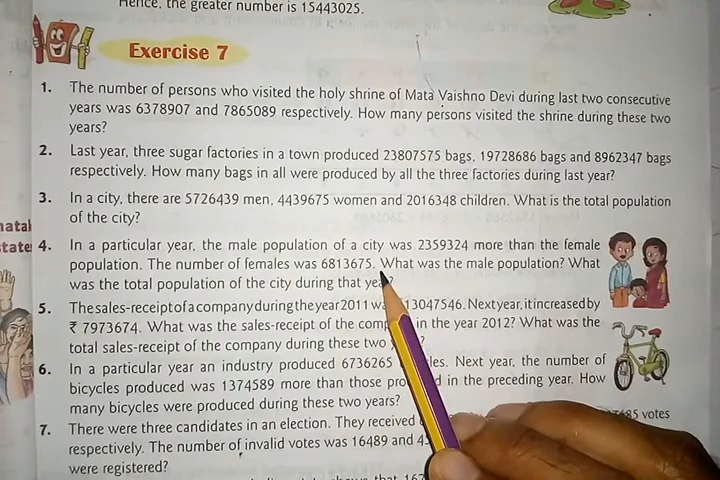 Hence, the greater number is 15443025.
Exercise 7
1. The number of persons who visited the holy shrine of Mata Vaishno Devi during last two consecutive
years was 6378907 and 7865089 respectively. How many persons visited the shrine during these two
years?
2. Last year, three sugar factories in a town produced 23807575 bags, 19728686 bags and 8962347 bags
respectively. How many bags in all were produced by all the three factories during last year?
3. In a city, there are 5726439 men, 4439675 women and 2016348 children. What is the total population
of the city?
4. In a particular year, the male population of a city was 2359324 more than the female
population. The number of females was 6813675. What was the male population? What
was the total population of the city during that
5. The sales-receipt of a company during the year 2011 13047546. Next year, it increased by
₹ 7973674. What was the sales-receipt of the in the year 2012? What was the
total sales-receipt of the company during these two
6. In a particular year an industry produced 6736265 Next year, the number of
bicycles produced was 1374589 more than those in the preceding year. How
many bicycles were produced during these two years?
7. There were three candidates in an election. They received votes
respectively. The number of invalid votes was 16489 and
were registered?
that